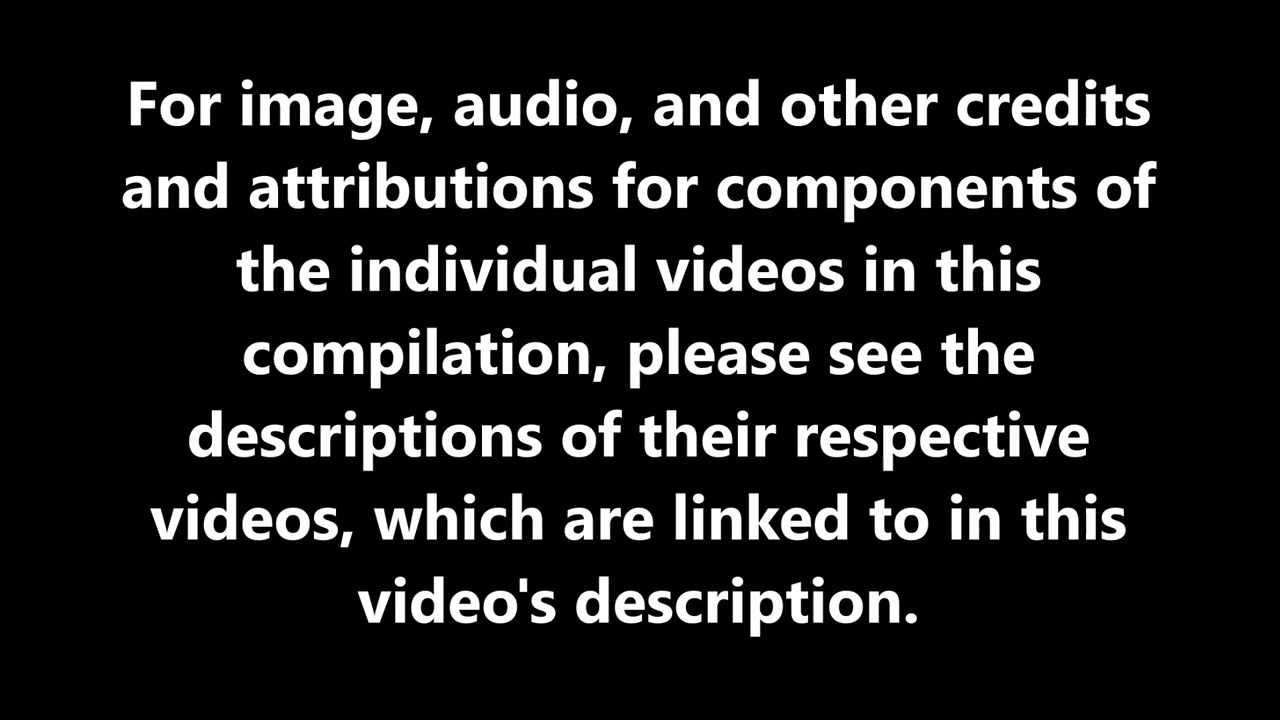 For image, audio, and other credits
and attributions for components of
the individual videos in this
compilation, please see the
descriptions of their respective
videos, which are linked to in this
video's description.